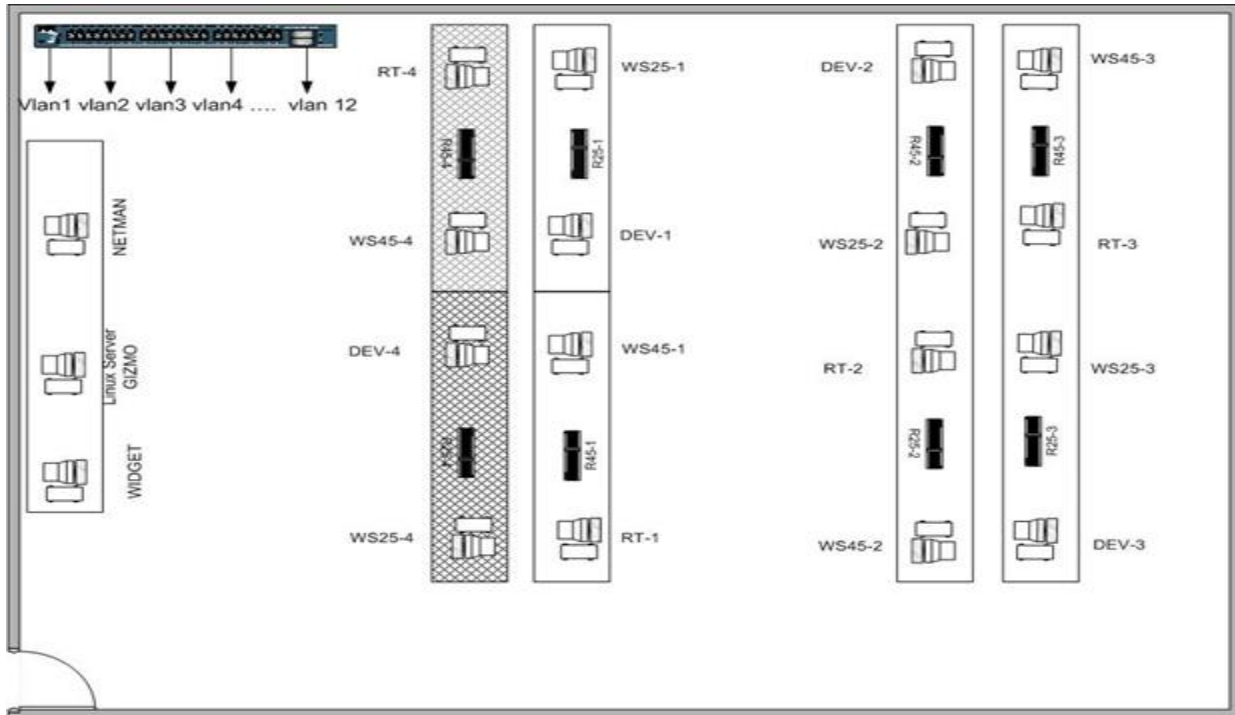 Vlan1 vlan2 vlan3 vlan4 .... vlan 12
NETMAN
Linux Server
GIZMO
WIDGET
RT-4
R45-4
WS45-4
DEV-4
WS25-4
WS25-1
R25-1
DEV-1
WS45-1
R45-1
RT-1
DEV-2
R45-2
WS25-2
RT-2
R25-2
WS45-2
WS45-3
R45-3
RT-3
WS25-3
R25-3
DEV-3